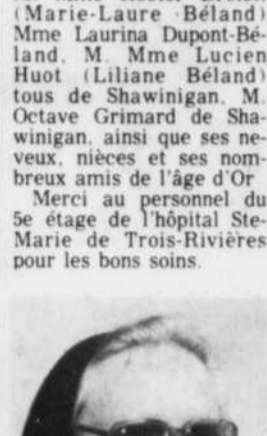 (Marie-Laure Béland)
Mme Laurina Dupont-Bé-
land, M. Mme Lucien
Huot (Liliane Béland)
tous de Shawinigan, M.
Octave Grimard de Sha-
winigan, ainsi que ses ne-
veux, nièces et ses nom-
breux amis de l'âge d'Or
Merci au personnel du
5e étage de l'hôpital Ste-
Marie de Trois-Rivières
pour les bons soins.